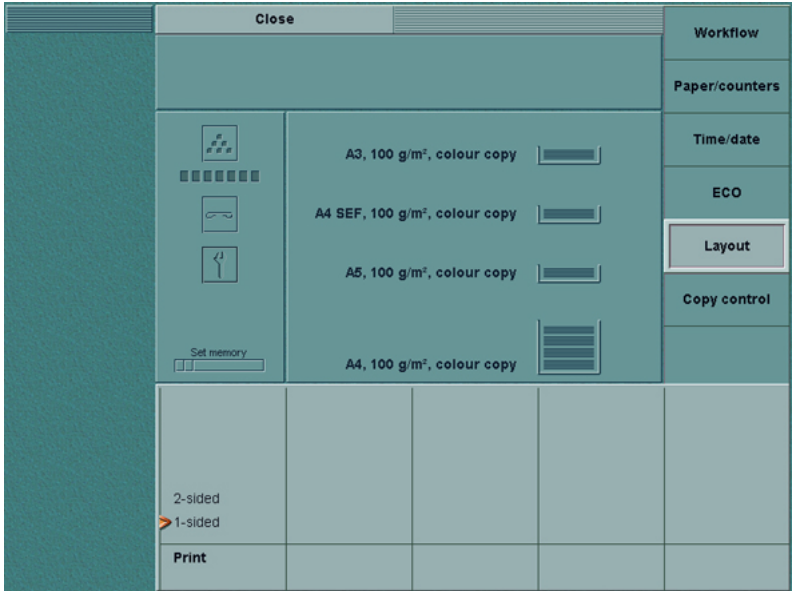 Close
Workflow
Paper/counters
Time/date
ECO
Layout
Copy control
A3, 100 g/m², colour copy
A4 SEF, 100 g/m², colour copy
A5, 100 g/m², colour copy
Set memory
A4, 100 g/m², colour copy
2-sided
1-sided
Print